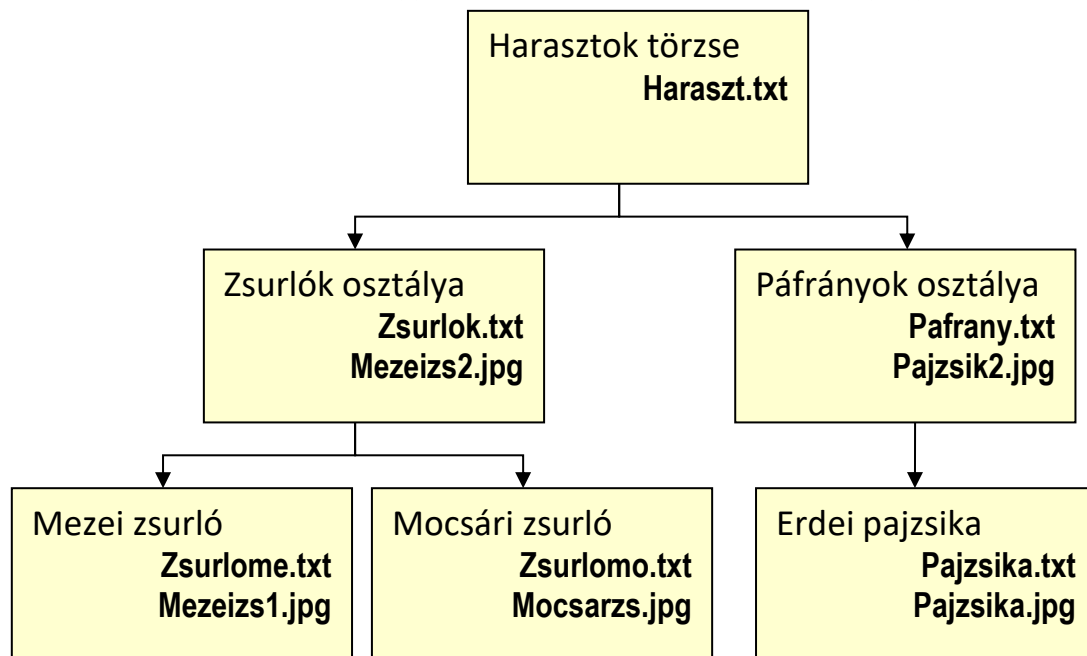 Harasztok törzse
Haraszt.txt
Zsurlók osztálya
Zsurlok.txt
Mezeizs2.jpg
Páfrányok osztálya
Pafrany.txt
Pajzsik2.jpg
Mezei zsurló
Zsurlome.txt
Mezeizs1.jpg
Mocsári zsurló
Zsurlomo.txt
Mocsarzs.jpg
Erdei pajzsika
Pajzsika.txt
Pajzsika.jpg